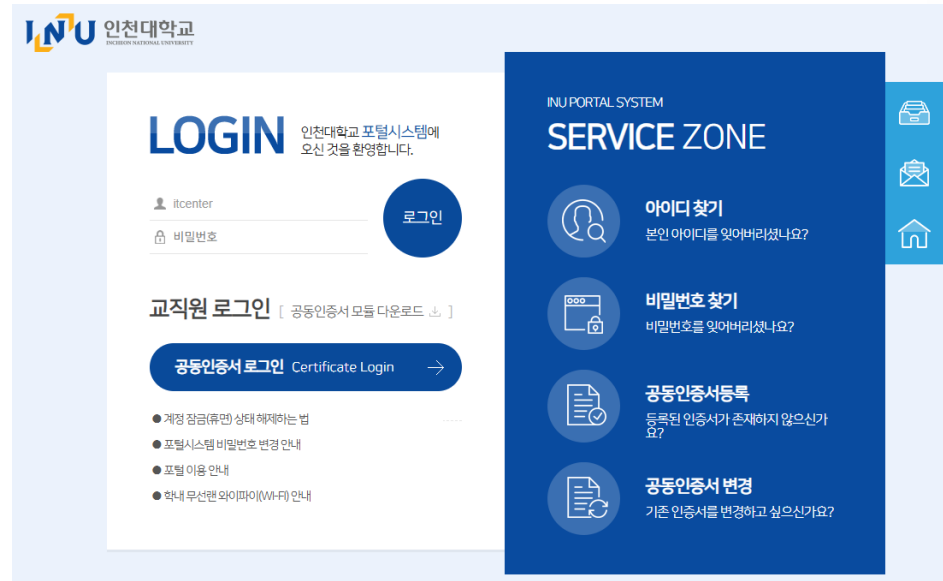 INU 인천대학교
INCHEON NATIONAL UNIVERSITY
LOGIN
인천대학교 포털시스템에
오신 것을 환영합니다.
itcenter
비밀번호
로그인
교직원 로그인 [ 공동인증서 모듈 다운로드 ]
공동인증서 로그인 Certificate Login
● 계정 잠금(휴면) 상태 해제하는 법
● 포털시스템 비밀번호 변경 안내
● 포털 이용 안내
● 학내 무선랜 와이파이(WI-FI) 안내
INU PORTAL SYSTEM
SERVICE ZONE
아이디 찾기
본인 아이디를 잊어버리셨나요?
비밀번호 찾기
비밀번호를 잊어버리셨나요?
공동인증서등록
등록된 인증서가 존재하지 않으신가
요?
공동인증서 변경
기존 인증서를 변경하고 싶으신가요?